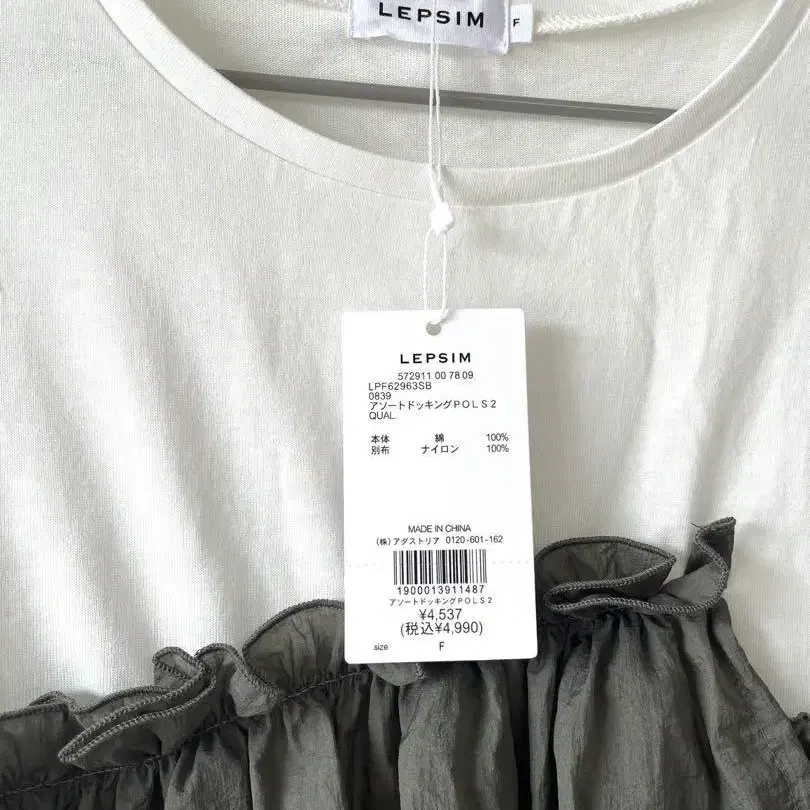 LEPSIM
F
LEPSIM
572911 00 78 09
LPF62963SB
0839
アソートドッキングPOLS2
QUAL.
本体 綿 100%
別布 ナイロン 100%
MADE IN CHINA
(株)アダストリア 0120-601-162
1900013911487
アソートドッキングPOLS2
¥4,537
(税込¥4,990)
size F